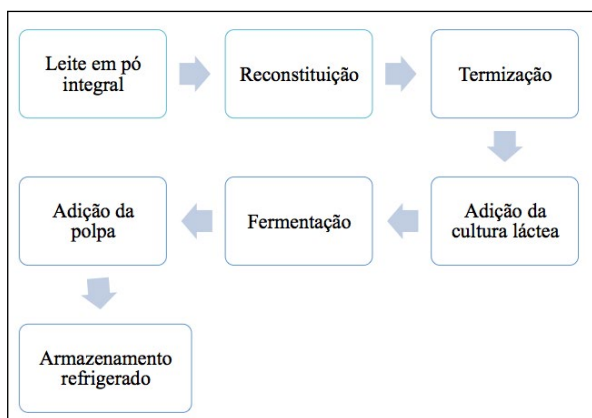 Leite em pó
integral
Reconstituição
Termização
Adição da
cultura láctea
Fermentação
Adição da
polpa
Armazenamento
refrigerado